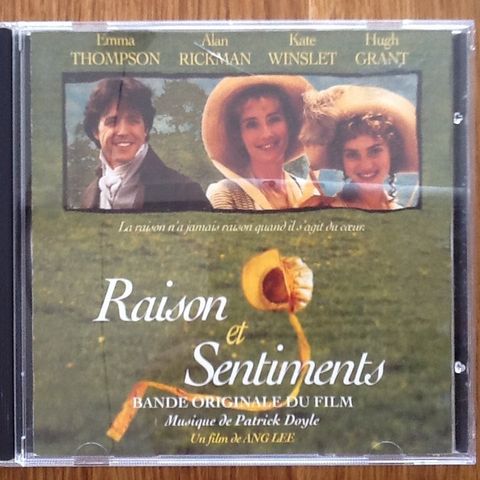 Emma Alan Kate Hugh
THOMPSON RICKMAN WINSLET GRANT
La raison n'a jamais raison quand il s'agit du cœur.
Raison
et
Sentiments
BANDE ORIGINALE DU FILM
Musique de Patrick Doyle
Un film de ANG LEE